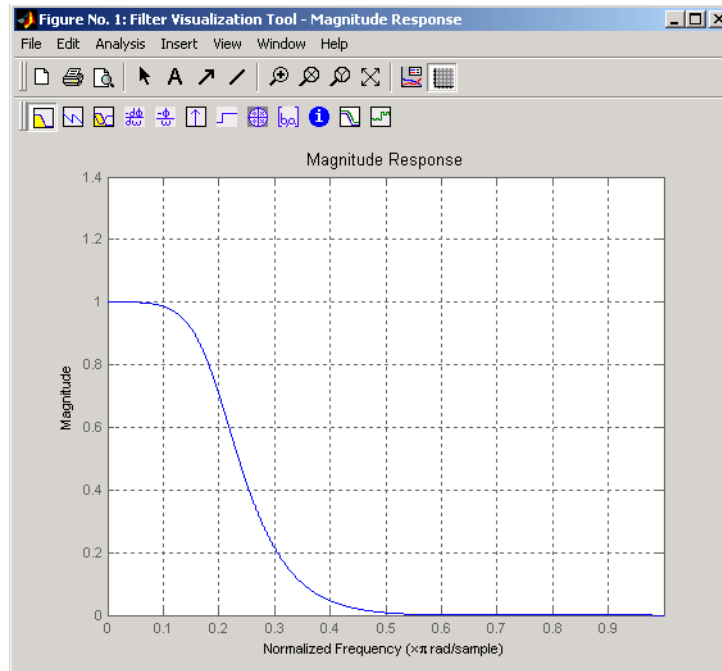 Figure No. 1: Filter Visualization Tool - Magnitude Response
File Edit Analysis Insert View Window Help
A
Magnitude Response
1.4
1.2
1
0.8
0.6
0.4
0.2
0
Magnitude
0 0.1 0.2 0.3 0.4 0.5 0.6 0.7 0.8 0.9
Normalized Frequency (×π rad/sample)